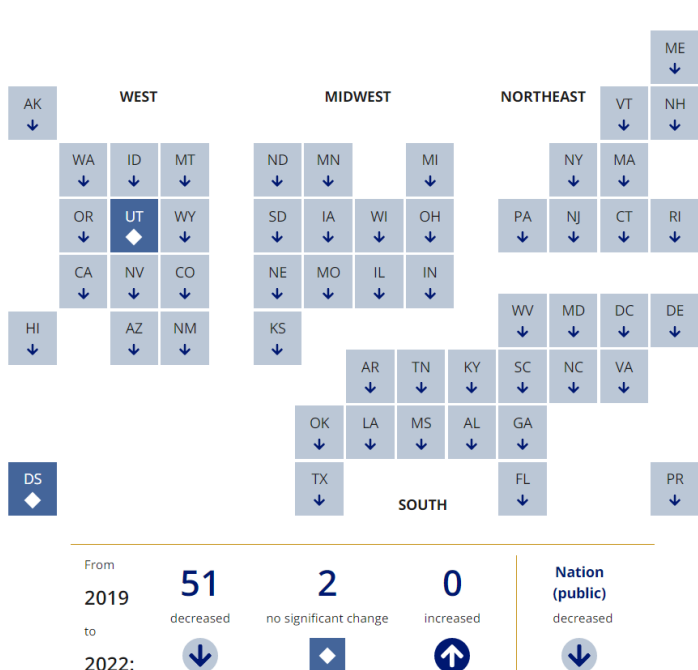 ME
WEST MIDWEST NORTHEAST
AK VT NH
WA ID MT ND MN MI NY MA
OR UT WY SD IA WI OH PA NJ CT RI
CA NV CO NE MO IL IN
WV MD DC DE
HI AZ NM KS
AR TN KY SC NC VA
OK LA MS AL GA
DS TX FL PR
SOUTH
From
2019
to
2022:
51
decreased
2
no significant change
0
increased
Nation
(public)
decreased